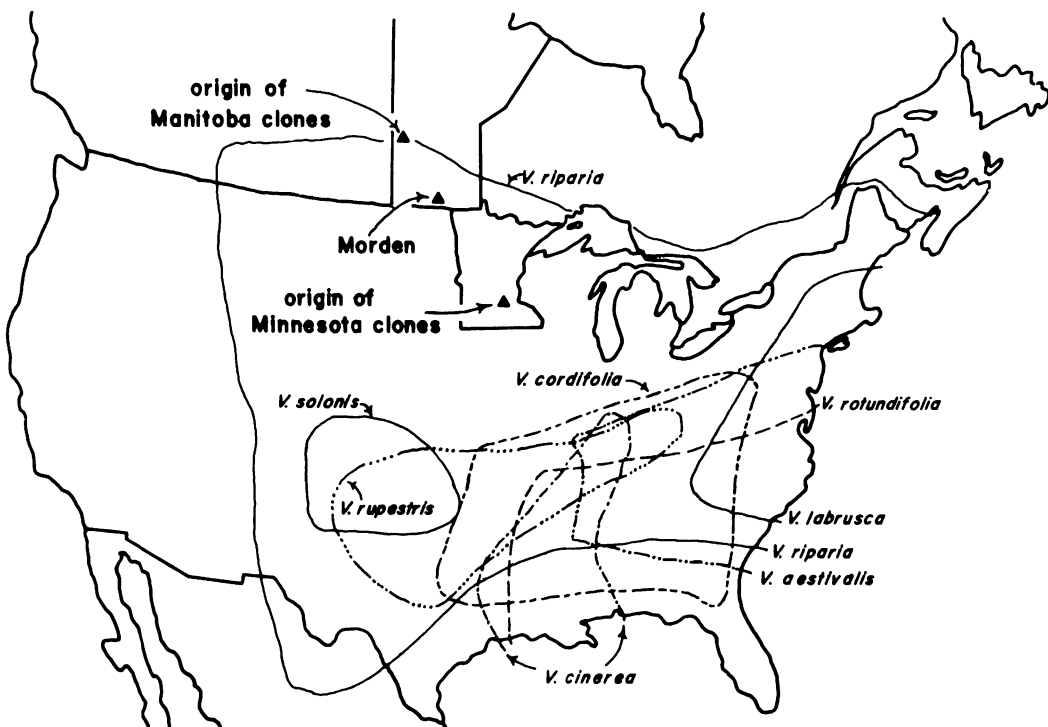 origin of
Manitoba clones
V. riparia
Morden
origin of
Minnesota clones
V. cordifolia
V. solonis
V. rotundifolia
V. rupestris
V. labrusca
V. riparia
V. aestivalis
V. cinerea